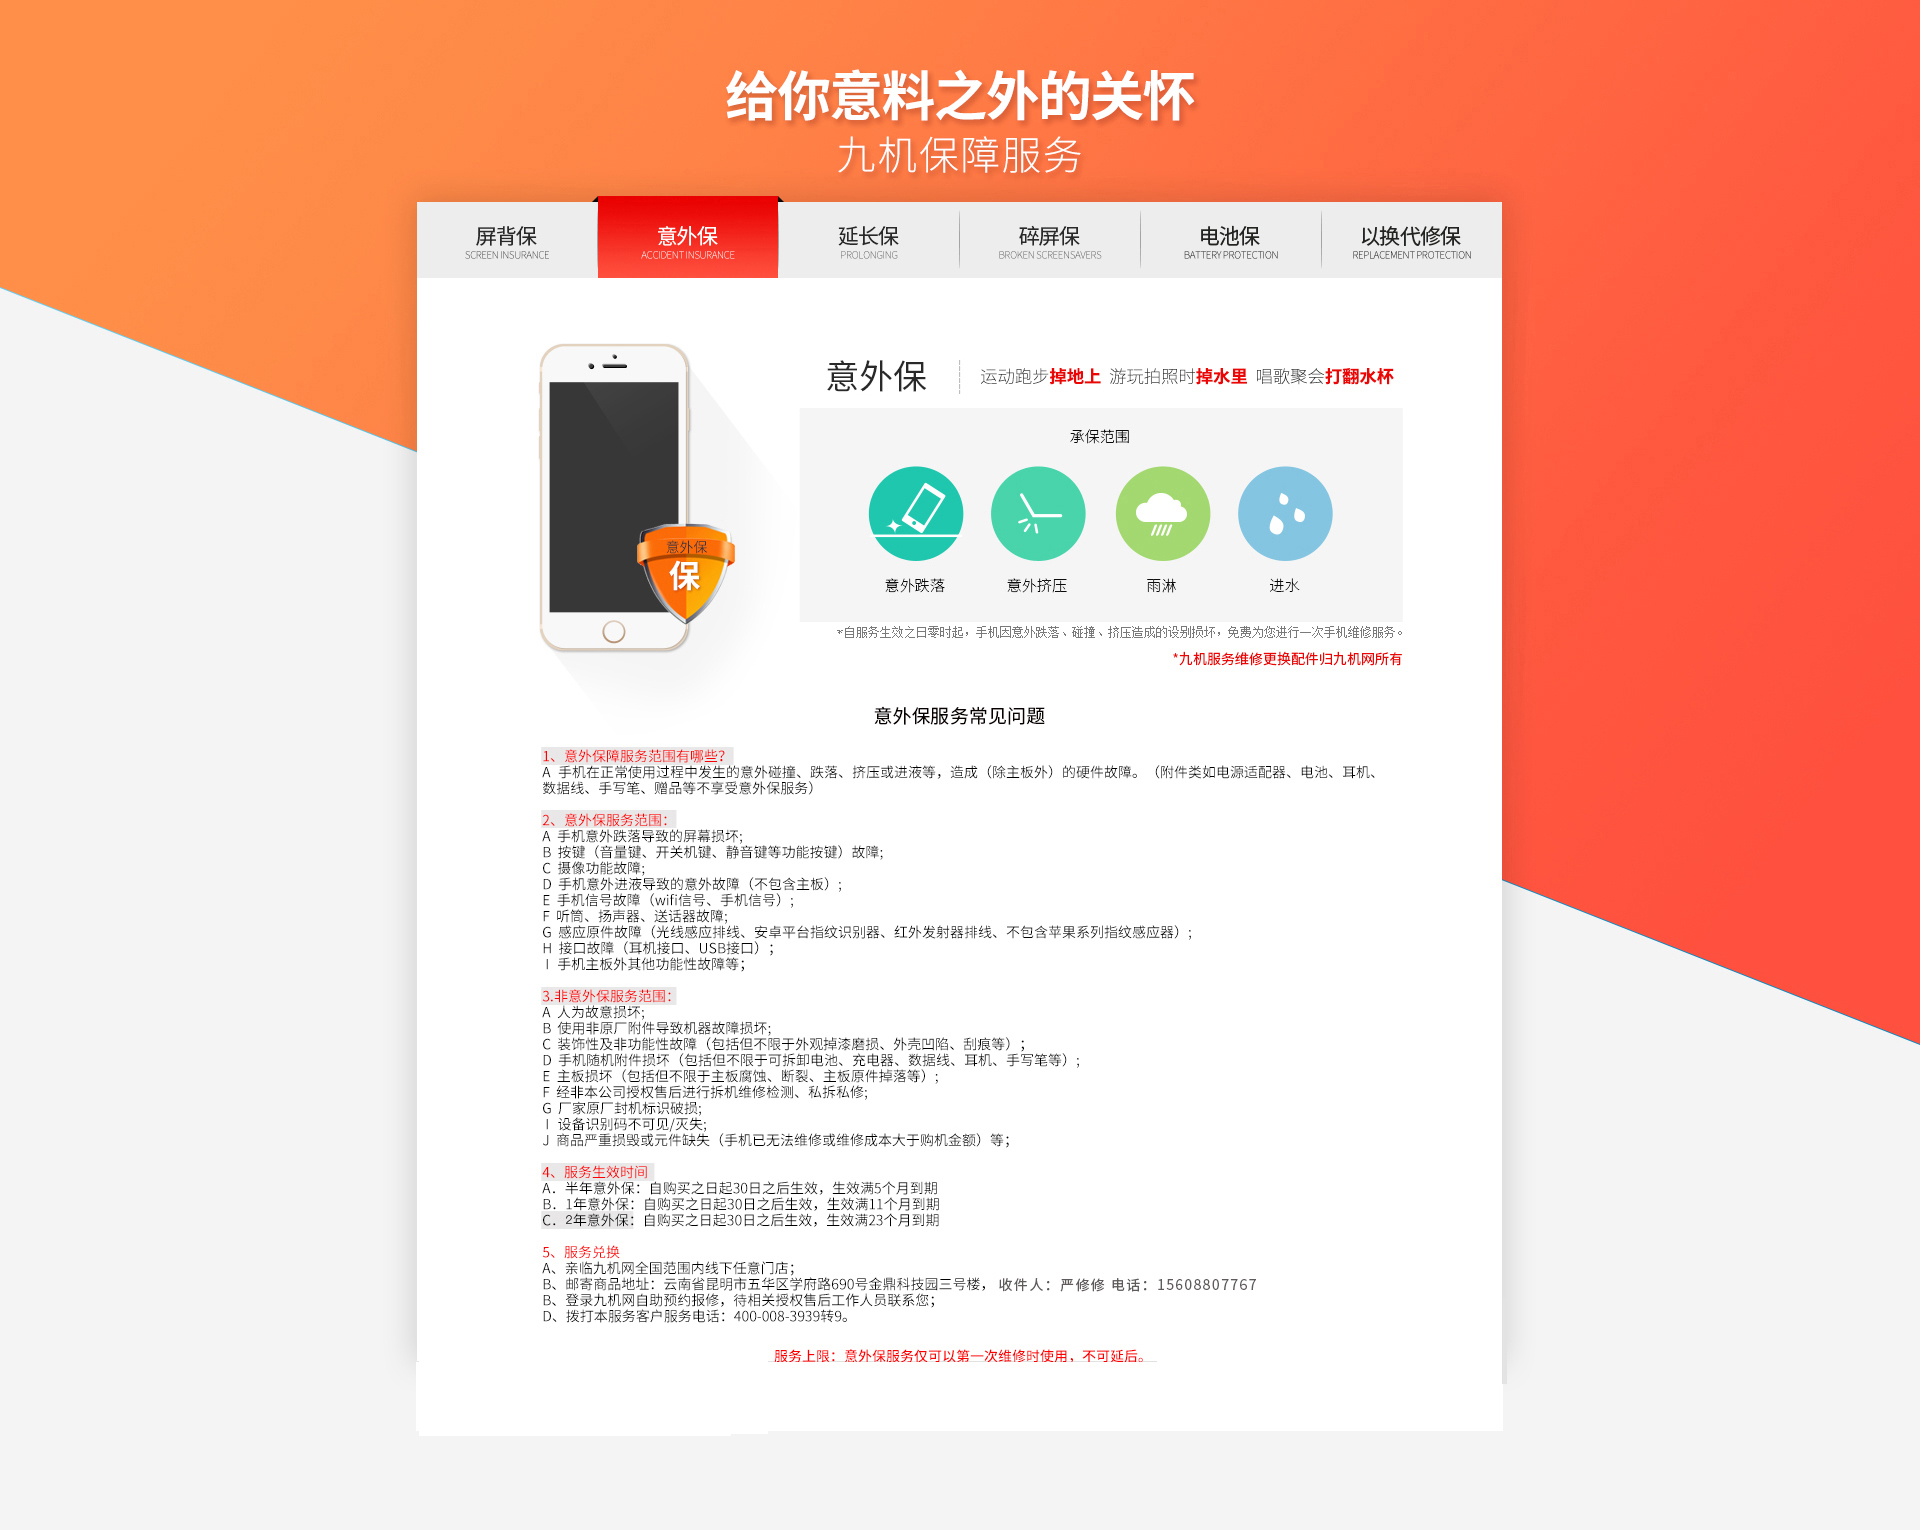 给你意料之外的关怀
九机保障服务
屏背保 意外保 延长保 碎屏保 电池保 以换代修保
SCREEN INSURANCE ACCIDENT INSURANCE PROLONGING BROKEN SCREENSAVERS BATTERY PROTECTION REPLACEMENT PROTECTION
意外保 运动跑步掉地上 游玩拍照时掉水里 唱歌聚会打翻水杯
承保范围
意外保
保
意外跌落 意外挤压 雨淋 进水
*自服务生效之日零时起，手机因意外跌落、碰撞、挤压造成的设别损坏，免费为您进行一次手机维修服务。
*九机服务维修更换配件归九机网所有
意外保服务常见问题
1、意外保障服务范围有哪些？
A 手机在正常使用过程中发生的意外碰撞、跌落、挤压或进液等，造成（除主板外）的硬件故障。（附件类如电源适配器、电池、耳机、
数据线、手写笔、赠品等不享受意外保服务）
2、意外保服务范围：
A 手机意外跌落导致的屏幕损坏;
B 按键（音量键、开关机键、静音键等功能按键）故障;
C 摄像功能故障;
D 手机意外进液导致的意外故障（不包含主板）;
E 手机信号故障（wifi信号、手机信号）;
F 听筒、扬声器、送话器故障;
G 感应原件故障（光线感应排线、安卓平台指纹识别器、红外发射器排线、不包含苹果系列指纹感应器）;
H 接口故障（耳机接口、USB接口）；
I 手机主板外其他功能性故障等；
3.非意外保服务范围：
A 人为故意损坏;
B 使用非原厂附件导致机器故障损坏;
C 装饰性及非功能性故障（包括但不限于外观掉漆磨损、外壳凹陷、刮痕等）；
D 手机随机附件损坏（包括但不限于可拆卸电池、充电器、数据线、耳机、手写笔等）;
E 主板损坏（包括但不限于主板腐蚀、断裂、主板原件掉落等）;
F 经非本公司授权售后进行拆机维修检测、私拆私修;
G 厂家原厂封机标识破损;
I 设备识别码不可见/灭失;
J 商品严重损毁或元件缺失（手机已无法维修或维修成本大于购机金额）等；
4、服务生效时间
A．半年意外保：自购买之日起30日之后生效，生效满5个月到期
B．1年意外保：自购买之日起30日之后生效，生效满11个月到期
C．2年意外保：自购买之日起30日之后生效，生效满23个月到期
5、服务兑换
A、亲临九机网全国范围内线下任意门店；
B、邮寄商品地址：云南省昆明市五华区学府路690号金鼎科技园三号楼， 收件人：严修修 电话：15608807767
B、登录九机网自助预约报修，待相关授权售后工作人员联系您；
D、拨打本服务客户服务电话：400-008-3939转9。
服务上限：意外保服务仅可以第一次维修时使用，不可延后。